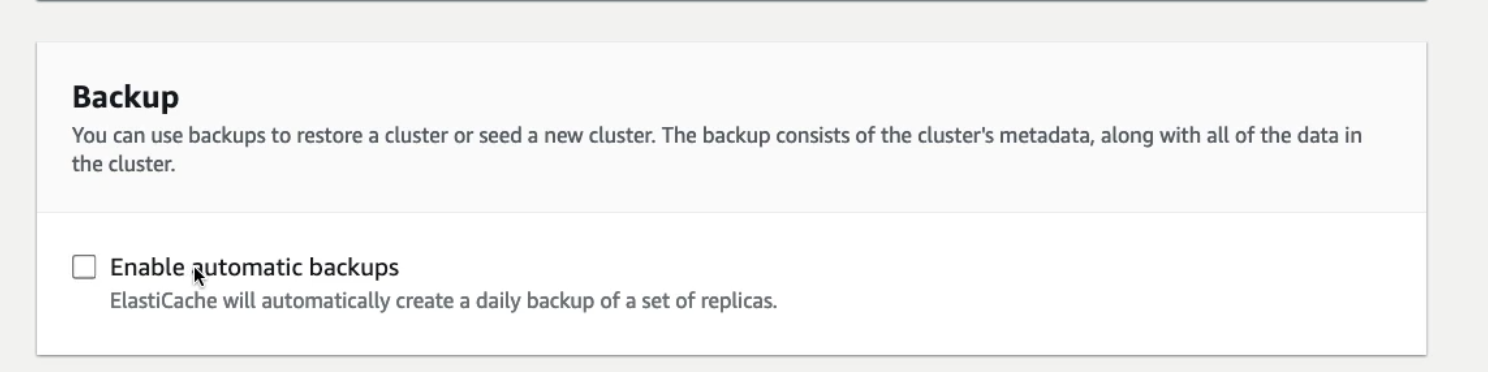 Backup
You can use backups to restore a cluster or seed a new cluster. The backup consists of the cluster's metadata, along with all of the data in
the cluster.
Enable automatic backups
ElastiCache will automatically create a daily backup of a set of replicas.